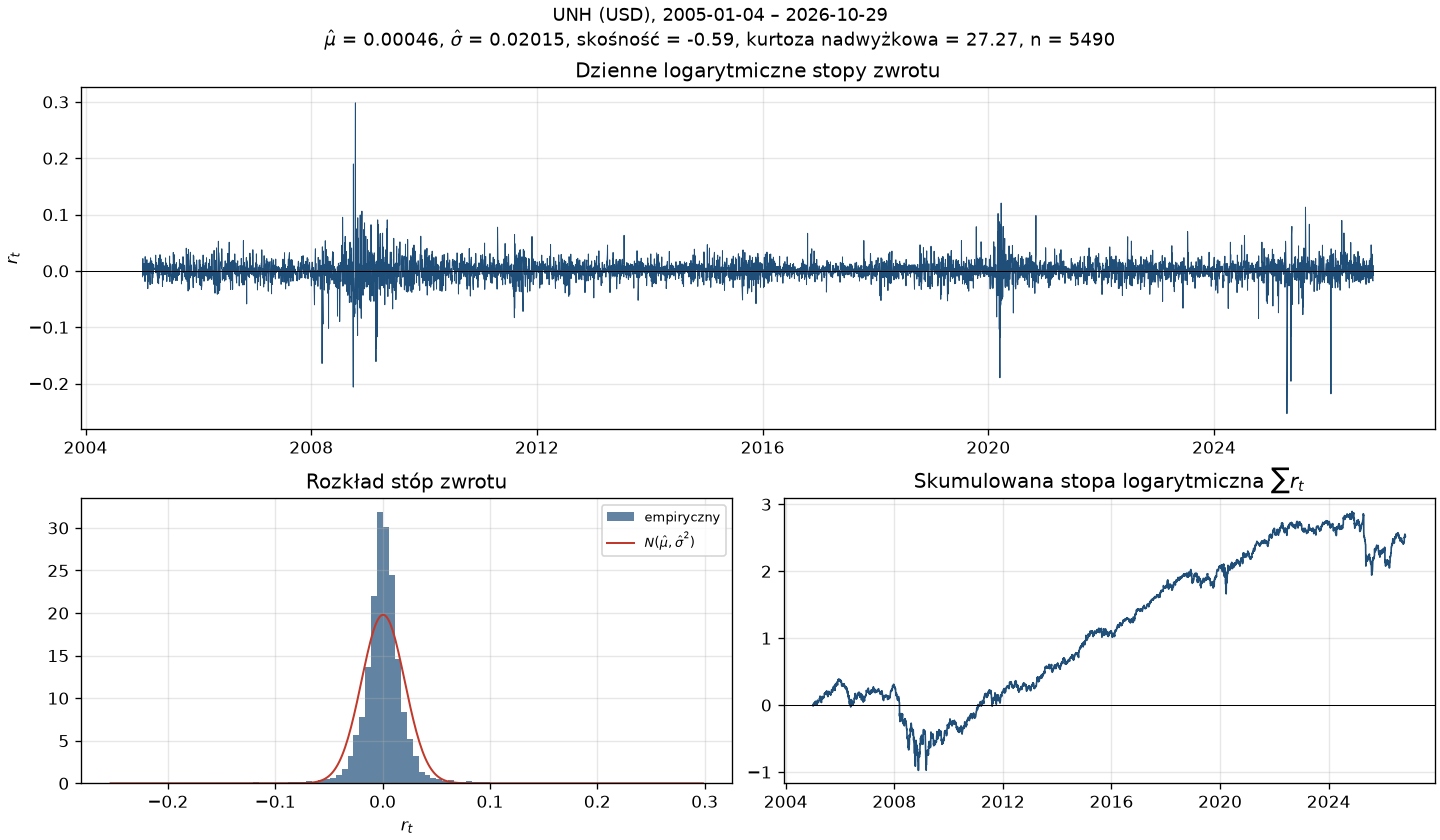 UNH (USD), 2005-01-04 – 2026-10-29
μ̂ = 0.00046, σ̂ = 0.02015, skośność = -0.59, kurtoza nadwyżkowa = 27.27, n = 5490
Dzienne logarytmiczne stopy zwrotu
r_t
0.3
0.2
0.1
0.0
−0.1
−0.2
2004 2008 2012 2016 2020 2024
Rozkład stóp zwrotu
empiryczny
N(μ̂, σ̂²)
30
25
20
15
10
5
0
−0.2 −0.1 0.0 0.1 0.2 0.3
r_t
Skumulowana stopa logarytmiczna ∑r_t
3
2
1
0
−1
2004 2008 2012 2016 2020 2024